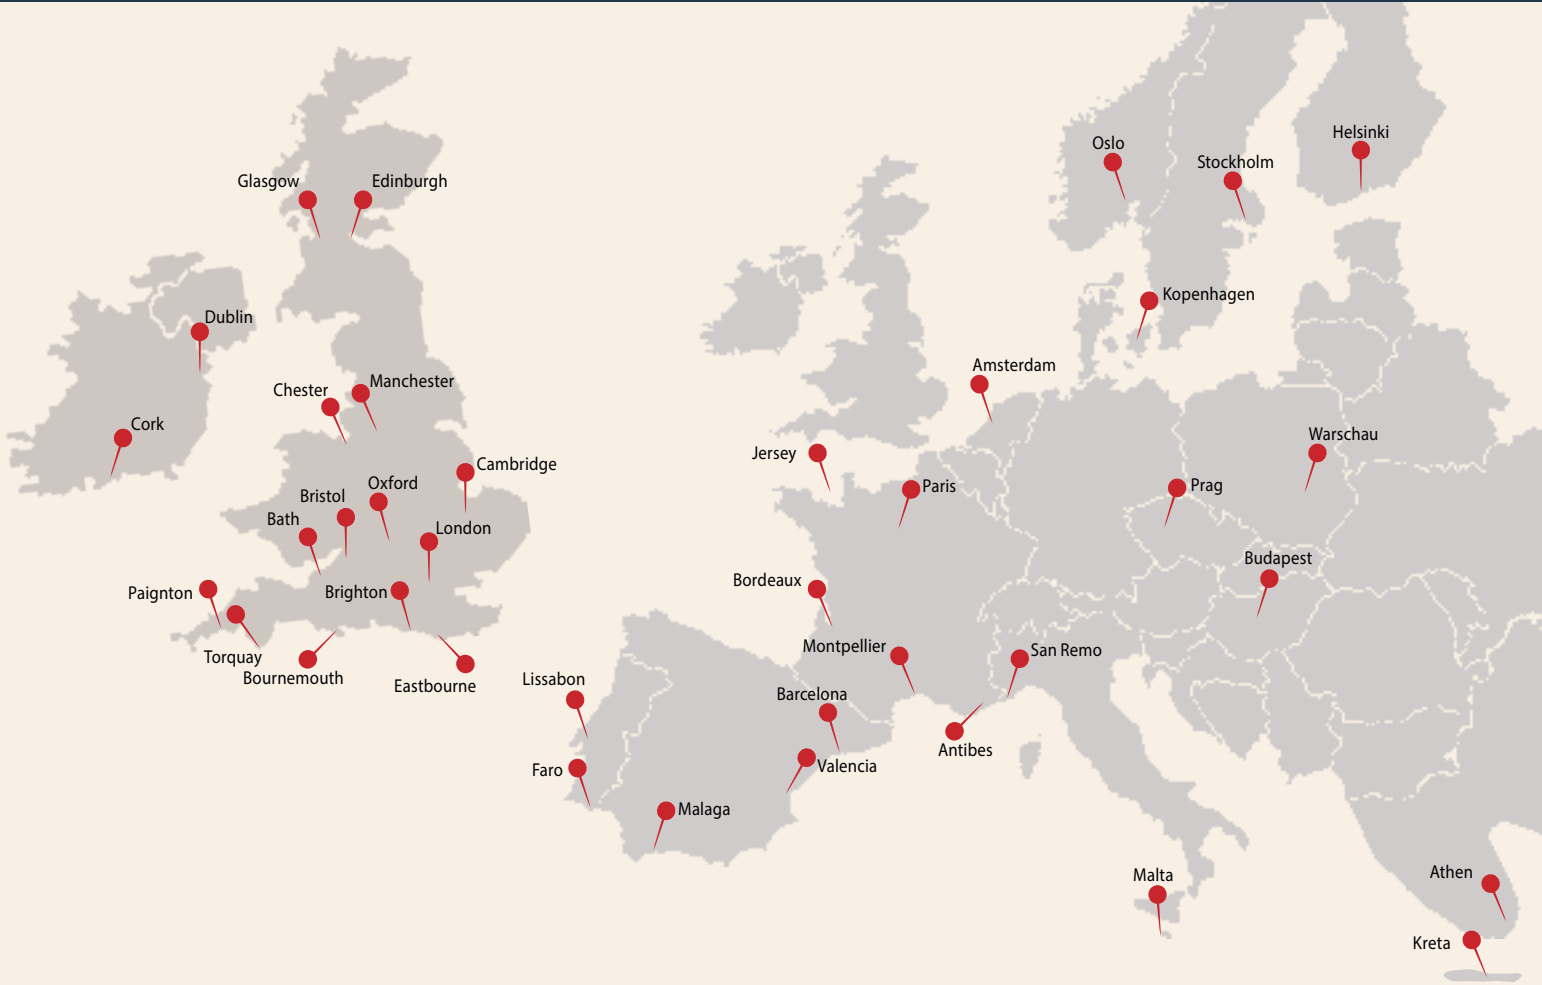 Glasgow
Edinburgh
Dublin
Manchester
Chester
Cork
Cambridge
Oxford
Bristol
Bath
London
Paignton
Brighton
Torquay
Bournemouth
Eastbourne
Helsinki
Oslo
Stockholm
Kopenhagen
Amsterdam
Warschau
Jersey
Paris
Prag
Budapest
Bordeaux
Montpellier
San Remo
Lissabon
Barcelona
Antibes
Valencia
Faro
Malaga
Malta
Athen
Kreta